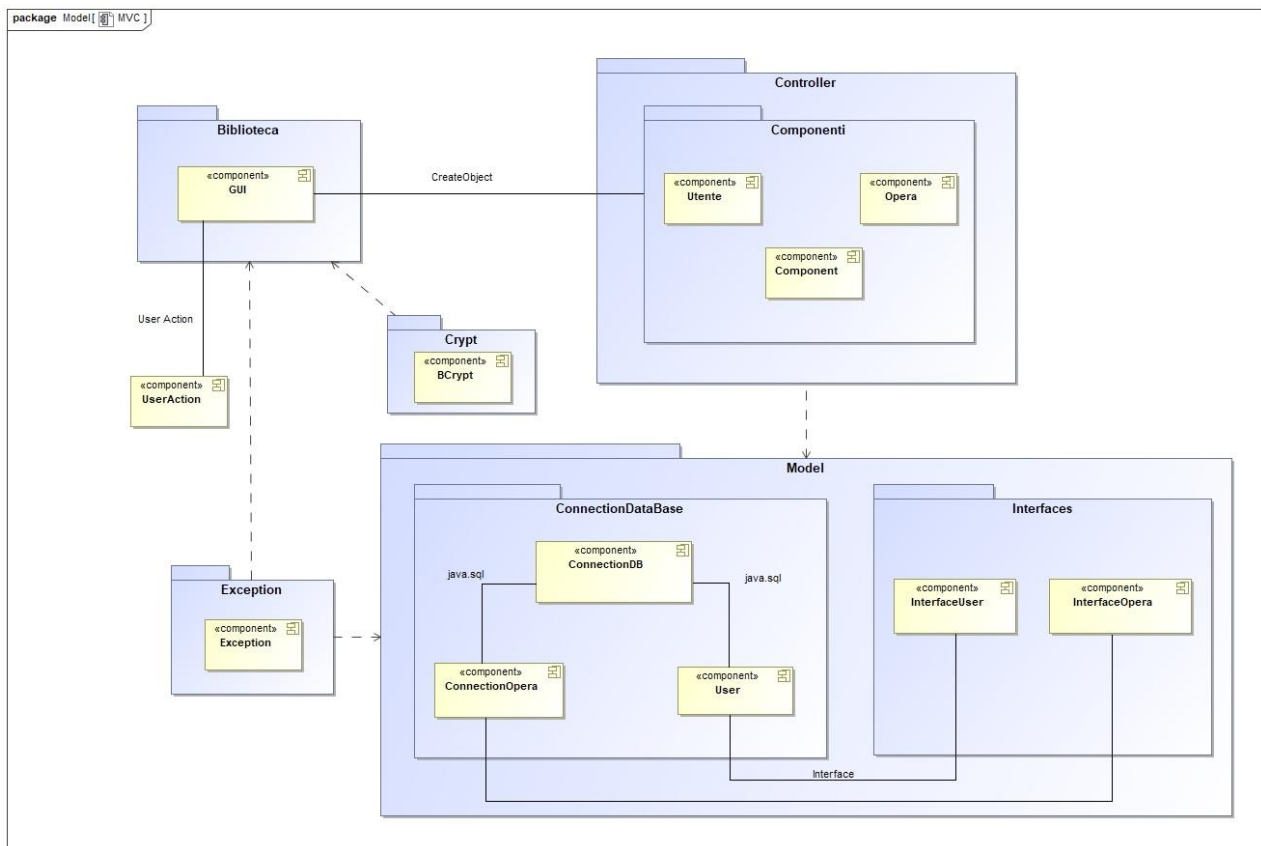 package Model[ MVC ]
Controller
Componenti
«component»
Utente
«component»
Opera
«component»
Component
Biblioteca
«component»
GUI
CreateObject
User Action
«component»
UserAction
Crypt
«component»
BCrypt
Model
ConnectionDataBase
«component»
ConnectionDB
java.sql
java.sql
«component»
ConnectionOpera
«component»
User
Interfaces
«component»
InterfaceUser
«component»
InterfaceOpera
Interface
Exception
«component»
Exception